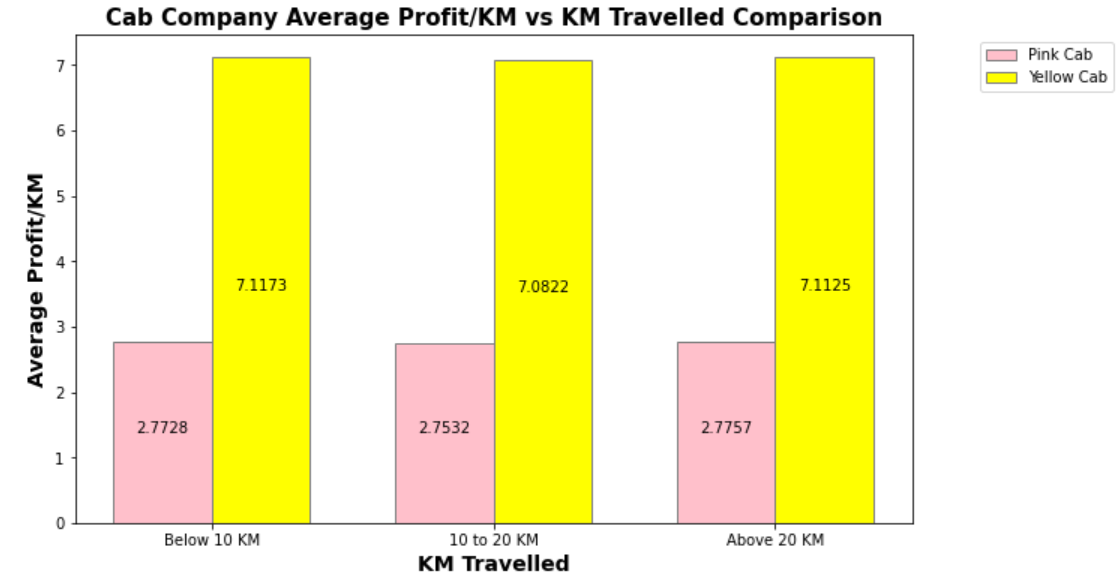 Cab Company Average Profit/KM vs KM Travelled Comparison
Pink Cab
Yellow Cab
Average Profit/KM
7
6
5
4
3
2
1
0
2.7728
7.1173
2.7532
7.0822
2.7757
7.1125
Below 10 KM
10 to 20 KM
Above 20 KM
KM Travelled